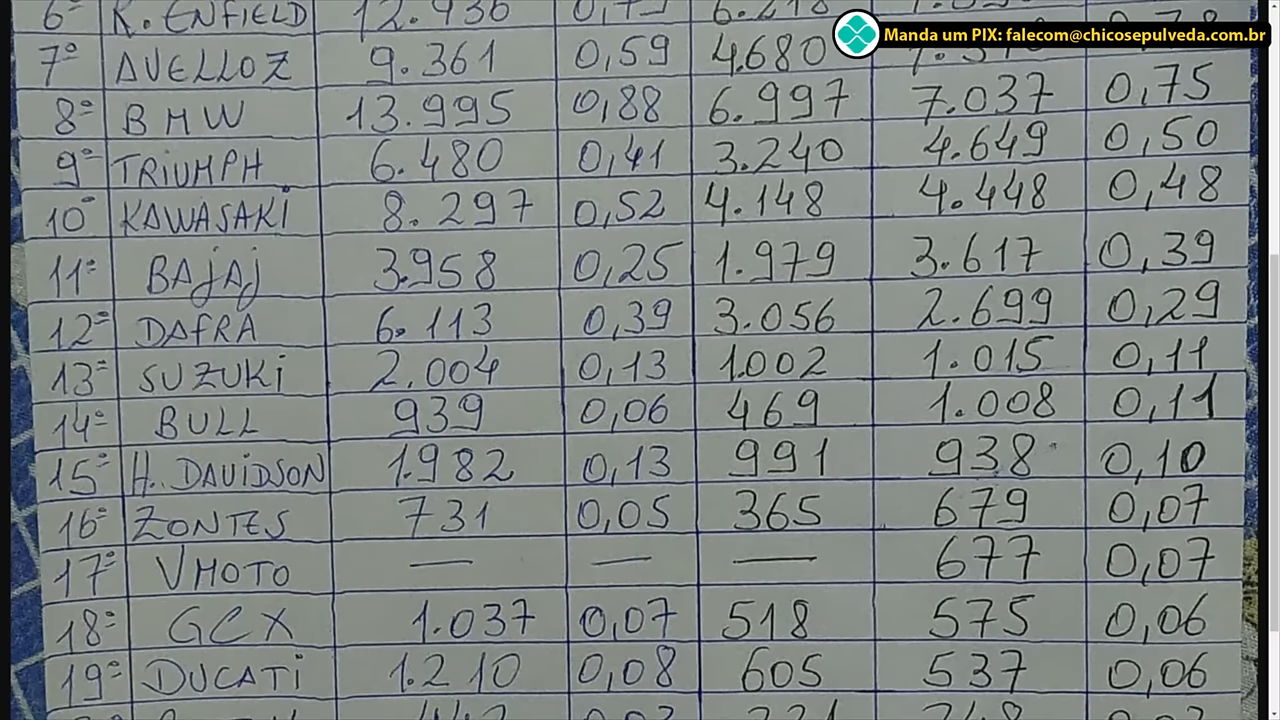 6º R. ENFIELD 12.936
Manda um PIX: falecom@chicosepulveda.com.br
7º AVELLOZ 9.361 0,59 4.680
8º BMW 13.995 0,88 6.997 7.037 0,75
9º TRIUMPH 6.480 0,41 3.240 4.649 0,50
10º KAWASAKI 8.297 0,52 4.148 4.448 0,48
11º BAJAJ 3.958 0,25 1.979 3.617 0,39
12º DAFRA 6.113 0,39 3.056 2.699 0,29
13º SUZUKI 2.004 0,13 1.002 1.015 0,11
14º BULL 939 0,06 469 1.008 0,11
15º H. DAVIDSON 1.982 0,13 991 938 0,10
16º ZONTES 731 0,05 365 679 0,07
17º VMOTO — — — 677 0,07
18º GCX 1.037 0,07 518 575 0,06
19º DUCATI 1.210 0,08 605 537 0,06